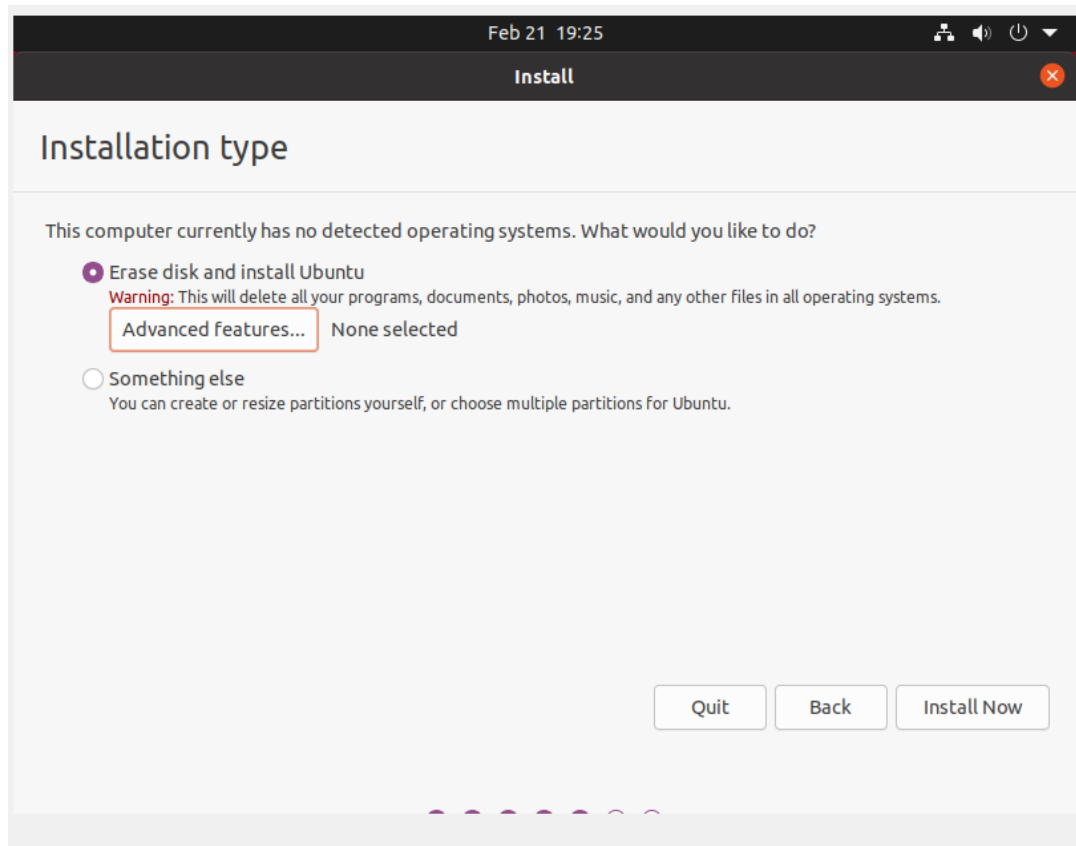 Feb 21 19:25
Install
Installation type
This computer currently has no detected operating systems. What would you like to do?
Erase disk and install Ubuntu
Warning: This will delete all your programs, documents, photos, music, and any other files in all operating systems.
Advanced features... None selected
Something else
You can create or resize partitions yourself, or choose multiple partitions for Ubuntu.
Quit Back Install Now